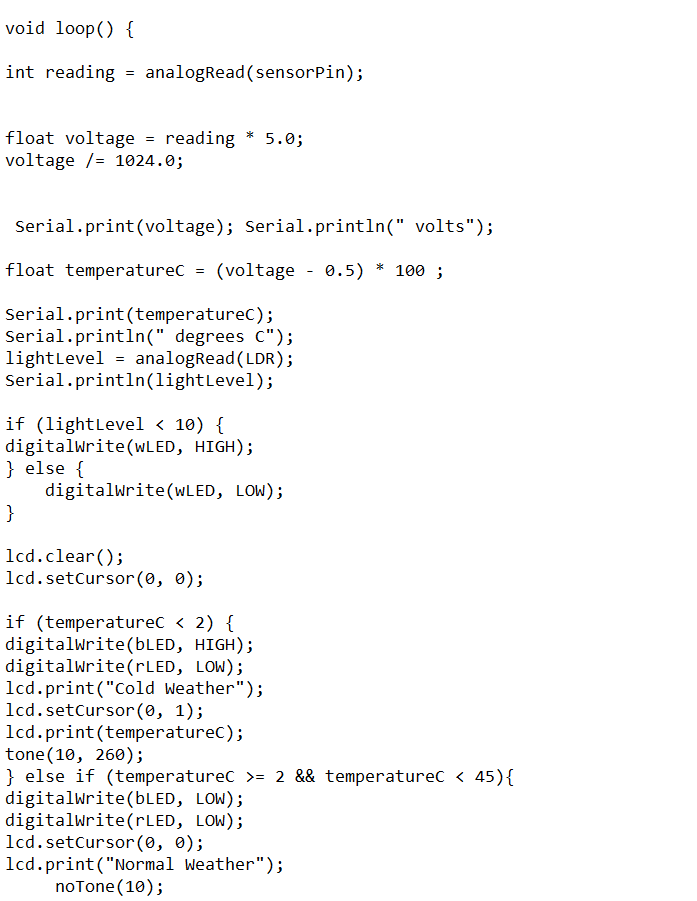 void loop() {
int reading = analogRead(sensorPin);
float voltage = reading * 5.0;
voltage /= 1024.0;
Serial.print(voltage); Serial.println(" volts");
float temperatureC = (voltage - 0.5) * 100 ;
Serial.print(temperatureC);
Serial.println(" degrees C");
lightLevel = analogRead(LDR);
Serial.println(lightLevel);
if (lightLevel < 10) {
digitalWrite(wLED, HIGH);
} else {
digitalWrite(wLED, LOW);
}
lcd.clear();
lcd.setCursor(0, 0);
if (temperatureC < 2) {
digitalWrite(bLED, HIGH);
digitalWrite(rLED, LOW);
lcd.print("Cold Weather");
lcd.setCursor(0, 1);
lcd.print(temperatureC);
tone(10, 260);
} else if (temperatureC >= 2 && temperatureC < 45){
digitalWrite(bLED, LOW);
digitalWrite(rLED, LOW);
lcd.setCursor(0, 0);
lcd.print("Normal Weather");
noTone(10);